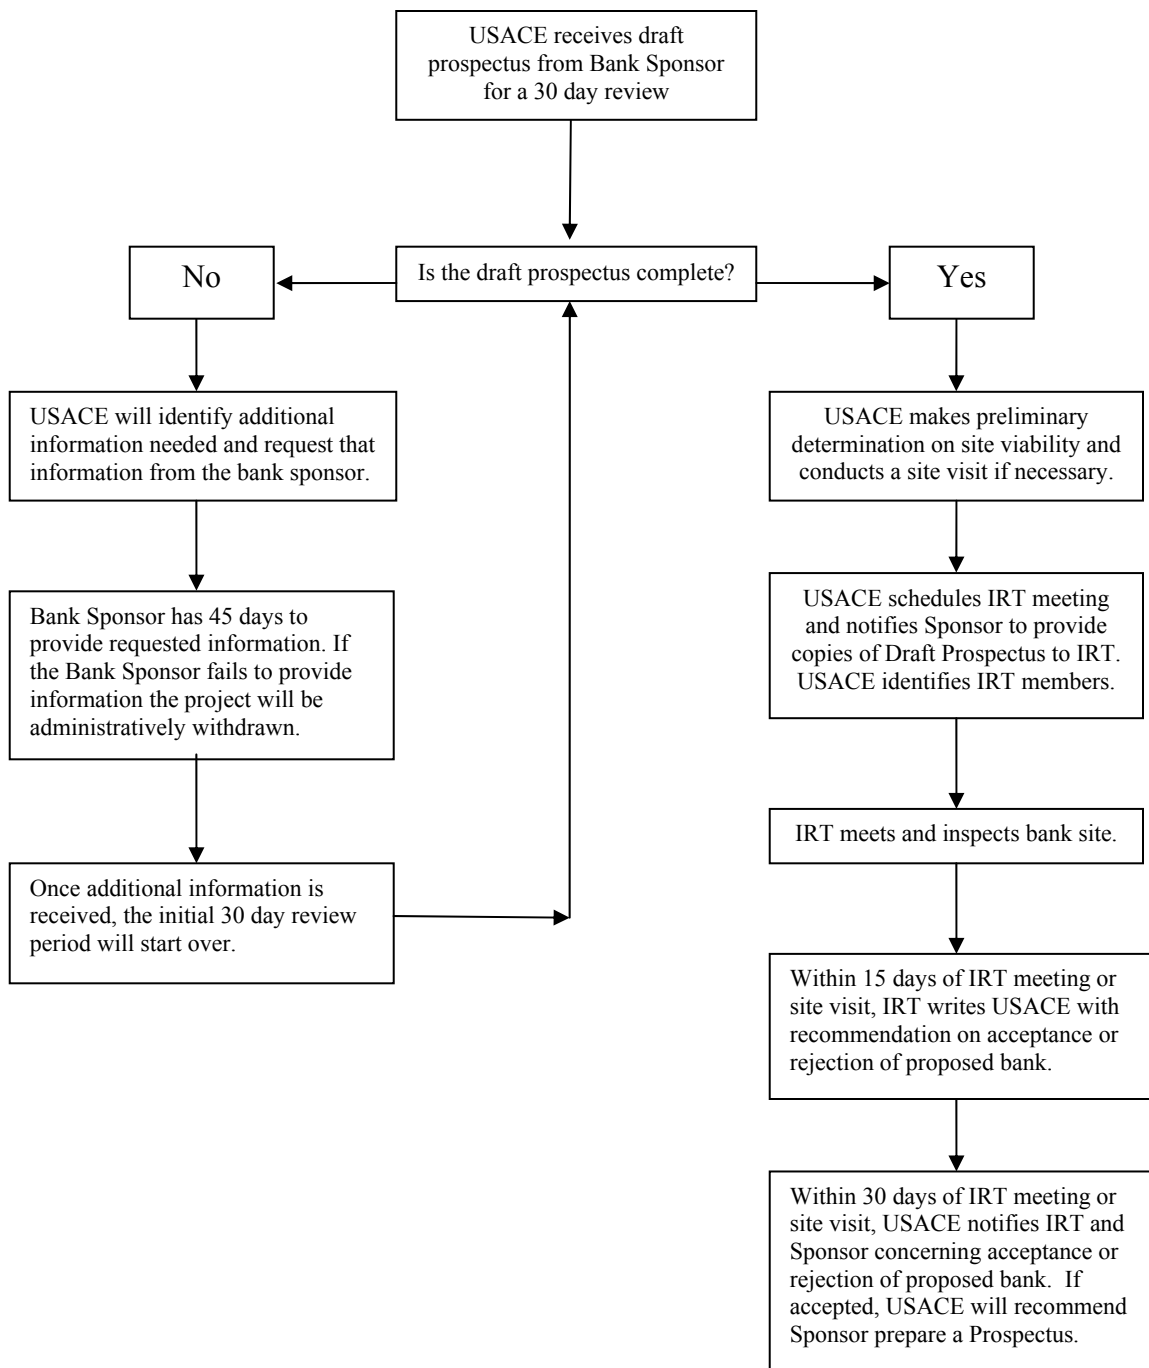 USACE receives draft
prospectus from Bank Sponsor
for a 30 day review
No
Is the draft prospectus complete?
Yes
USACE will identify additional
information needed and request that
information from the bank sponsor.
Bank Sponsor has 45 days to
provide requested information. If
the Bank Sponsor fails to provide
information the project will be
administratively withdrawn.
Once additional information is
received, the initial 30 day review
period will start over.
USACE makes preliminary
determination on site viability and
conducts a site visit if necessary.
USACE schedules IRT meeting
and notifies Sponsor to provide
copies of Draft Prospectus to IRT.
USACE identifies IRT members.
IRT meets and inspects bank site.
Within 15 days of IRT meeting or
site visit, IRT writes USACE with
recommendation on acceptance or
rejection of proposed bank.
Within 30 days of IRT meeting or
site visit, USACE notifies IRT and
Sponsor concerning acceptance or
rejection of proposed bank.  If
accepted, USACE will recommend
Sponsor prepare a Prospectus.